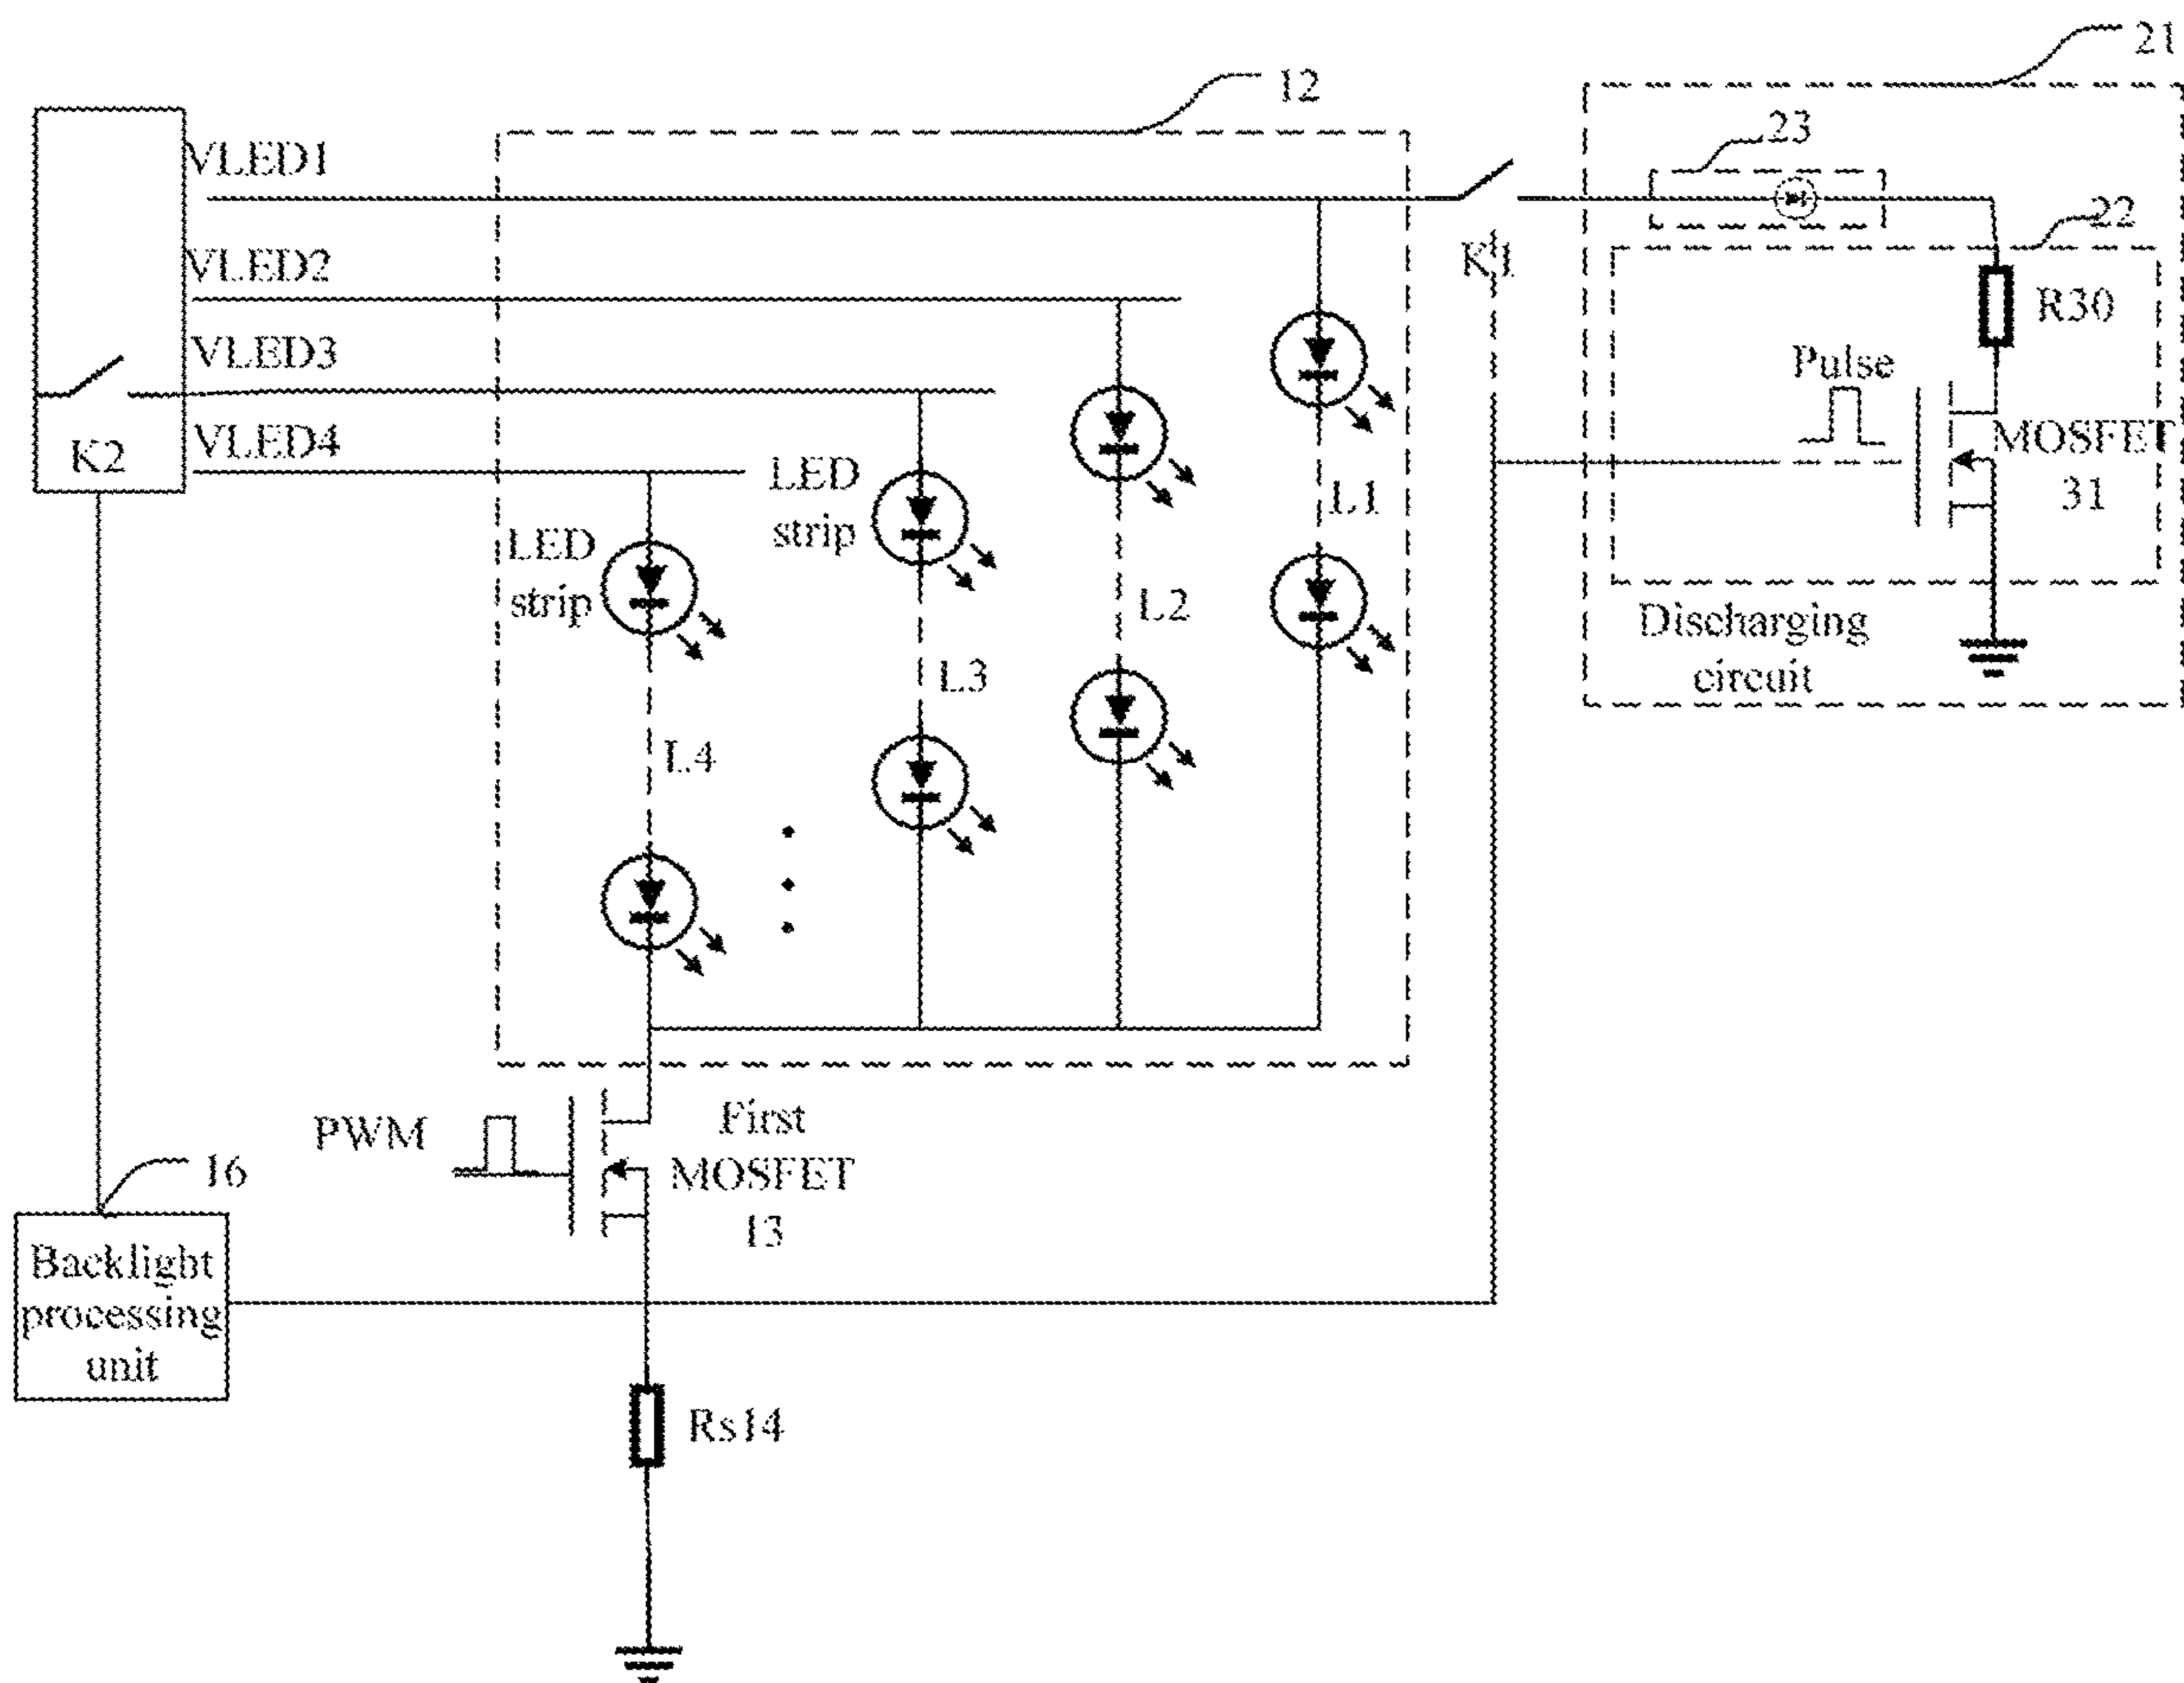 21
12
23
VLED1
22
VLED2
K1
R30
VLED3
Pulse
VLED4
K2
MOSFET
31
LED
strip
L1
LED
strip
L2
Discharging
circuit
L3
L4
PWM
First
MOSFET
13
16
Backlight
processing
unit
Rs14